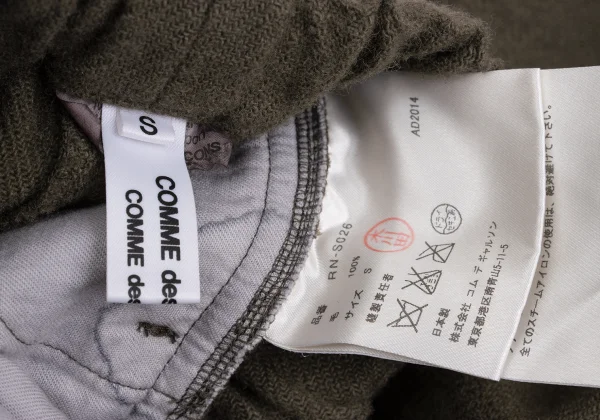 S
COMME des
COMME des
AD2014
品番 RN-S026
毛 100%
サイズ S
縫製責任者
日本製
株式会社 コム デ ギャルソン
東京都港区南青山5-11-5
全てのスチームアイロンの使用は、絶対避けて下さい。